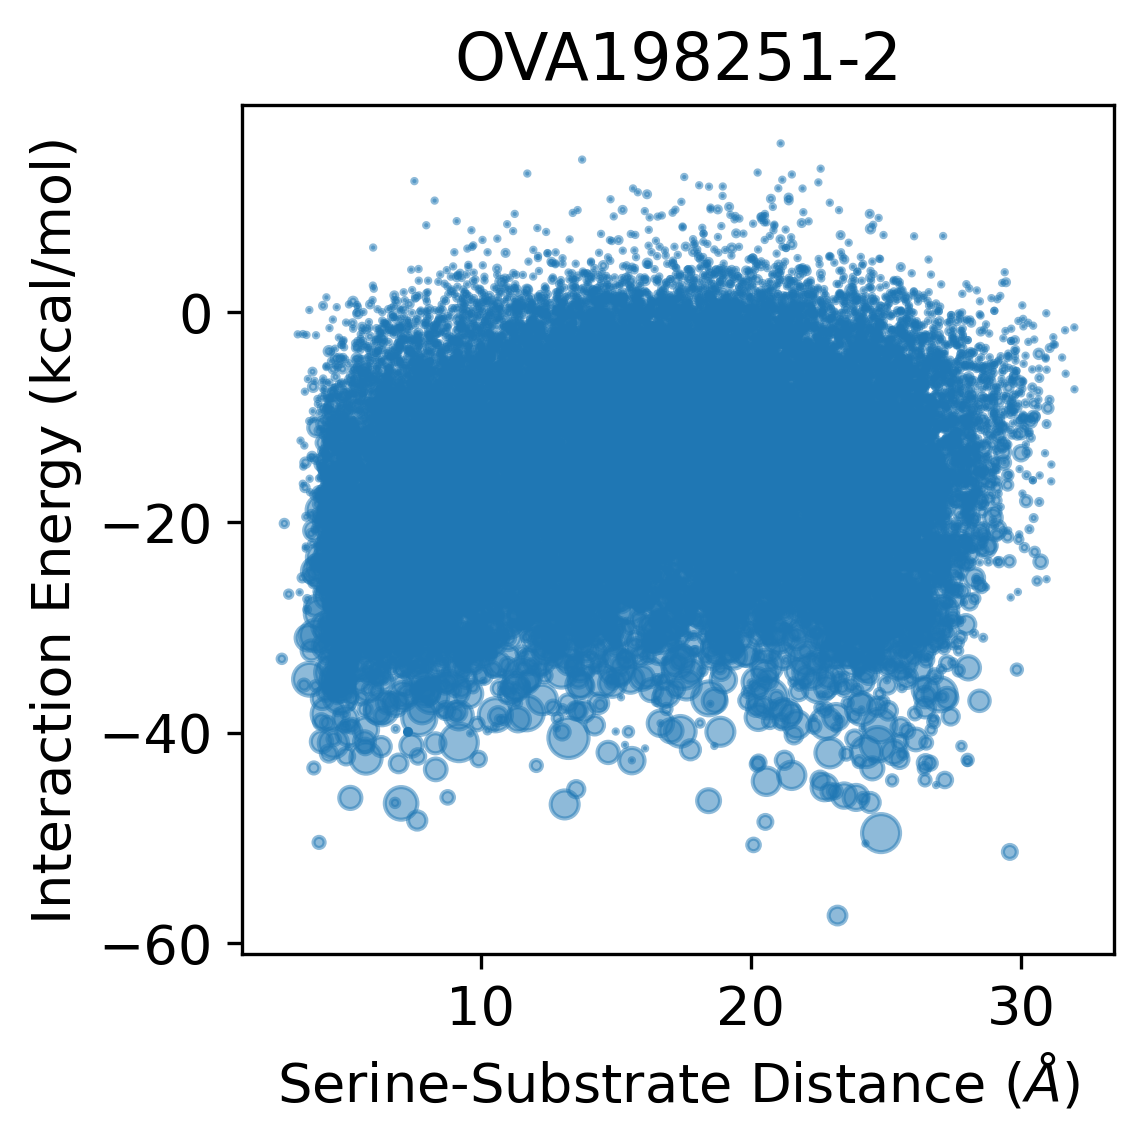 OVA198251-2
Interaction Energy (kcal/mol)
0
−20
−40
−60
10 20 30
Serine-Substrate Distance (Å)